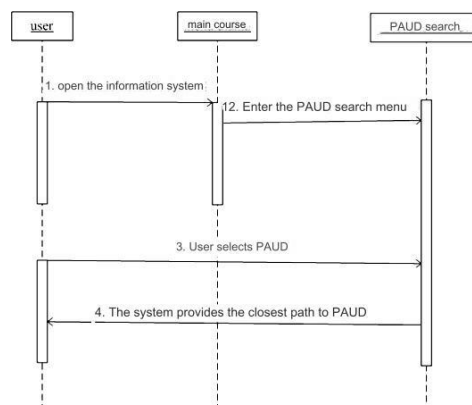 user
main course
PAUD search
1. open the information system
12. Enter the PAUD search menu
3. User selects PAUD
4. The system provides the closest path to PAUD